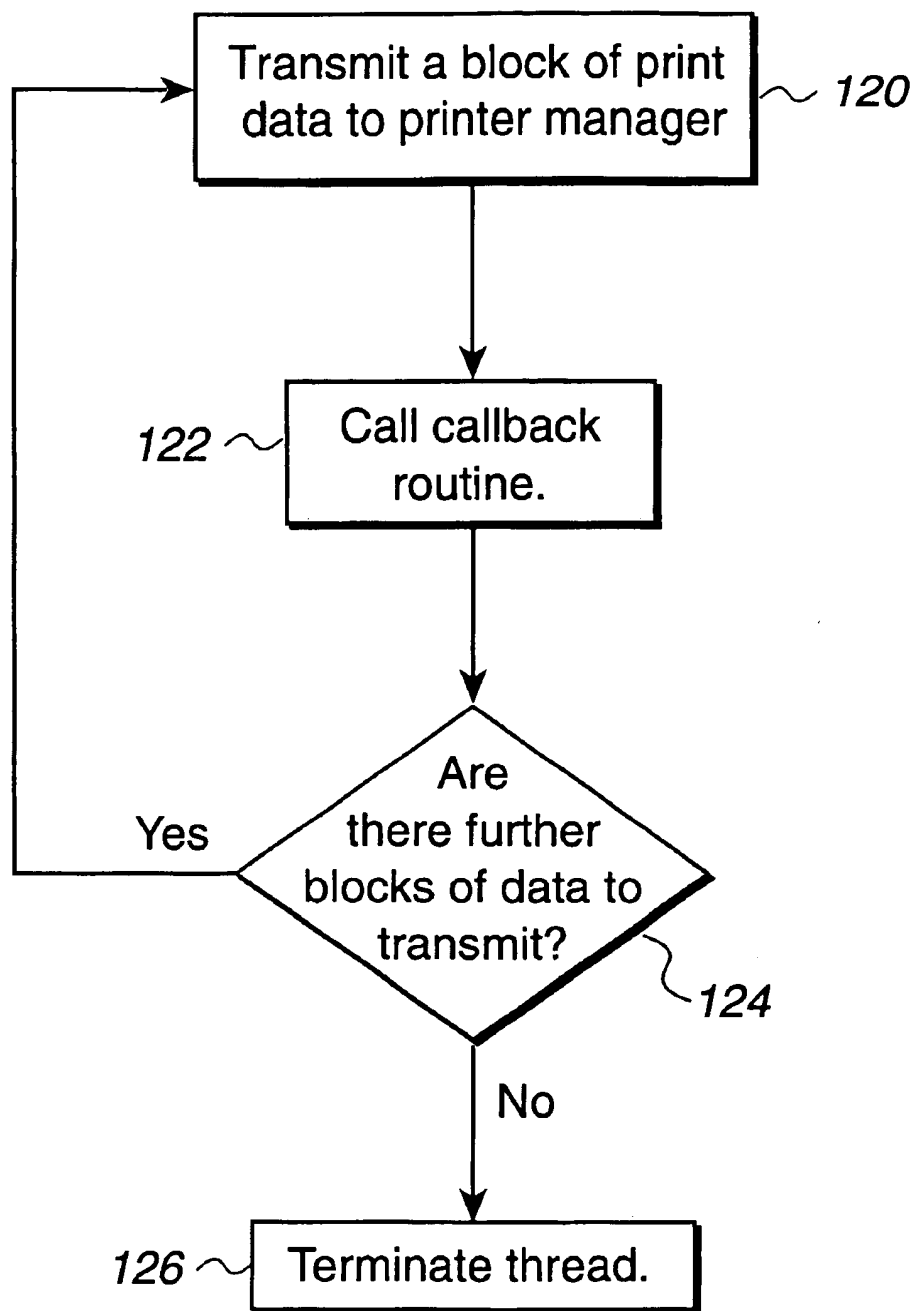 Transmit a block of print
data to printer manager
120
122
Call callback
routine.
Are
there further
blocks of data to
transmit?
Yes
124
No
126
Terminate thread.